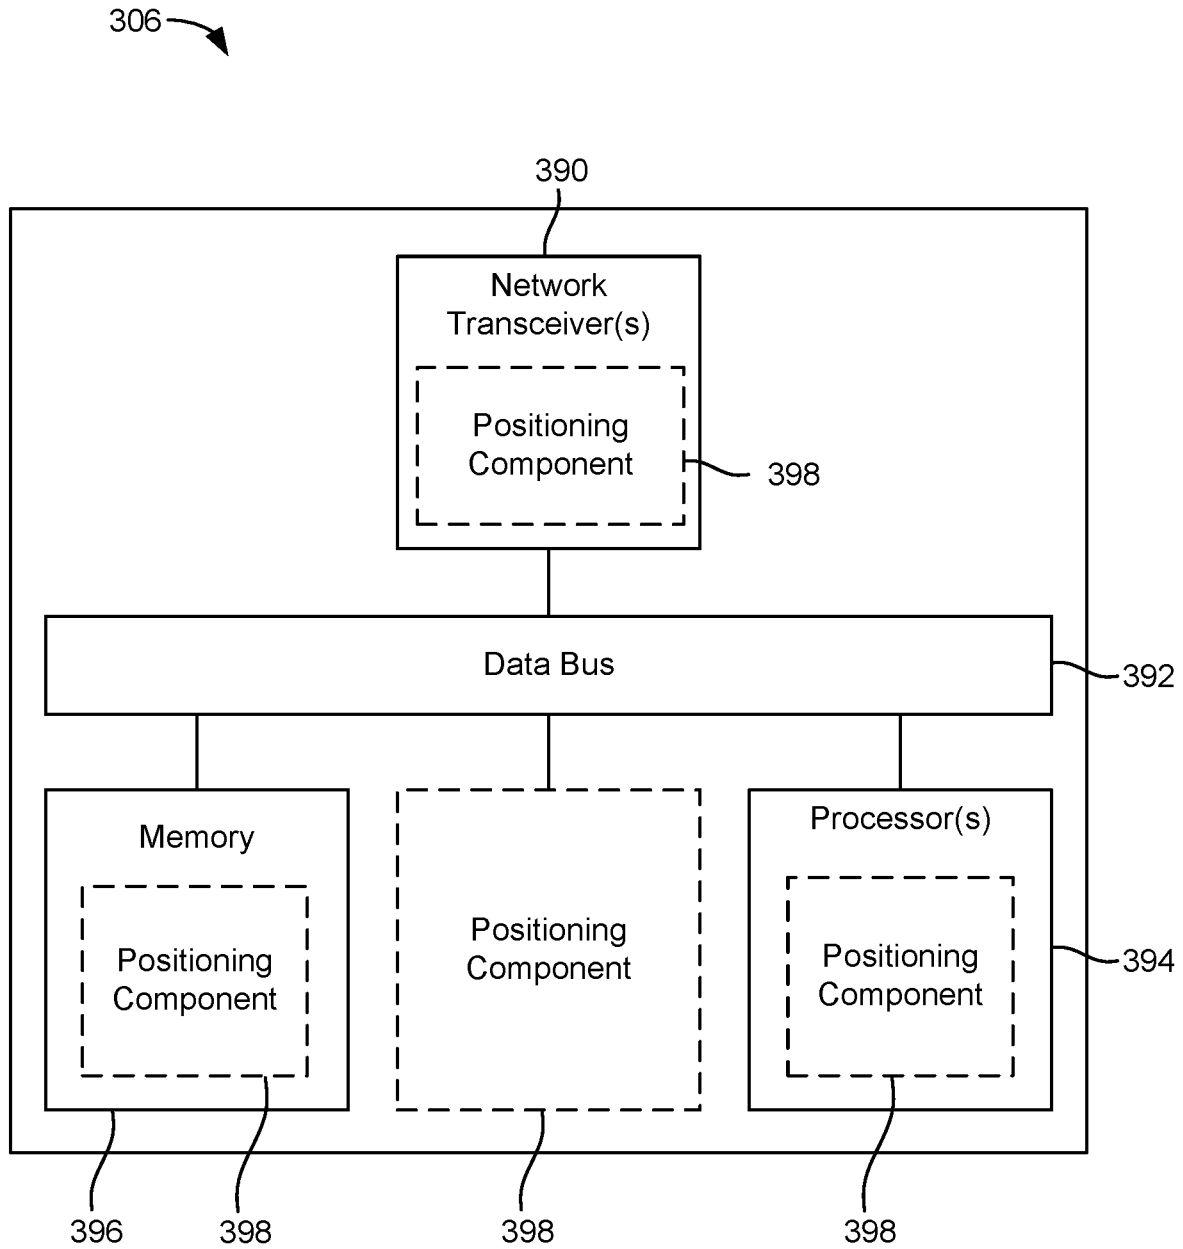 306
390
Network
Transceiver(s)
Positioning
Component
398
Data Bus
392
Memory
Positioning
Component
Positioning
Component
Processor(s)
Positioning
Component
394
396
398
398
398